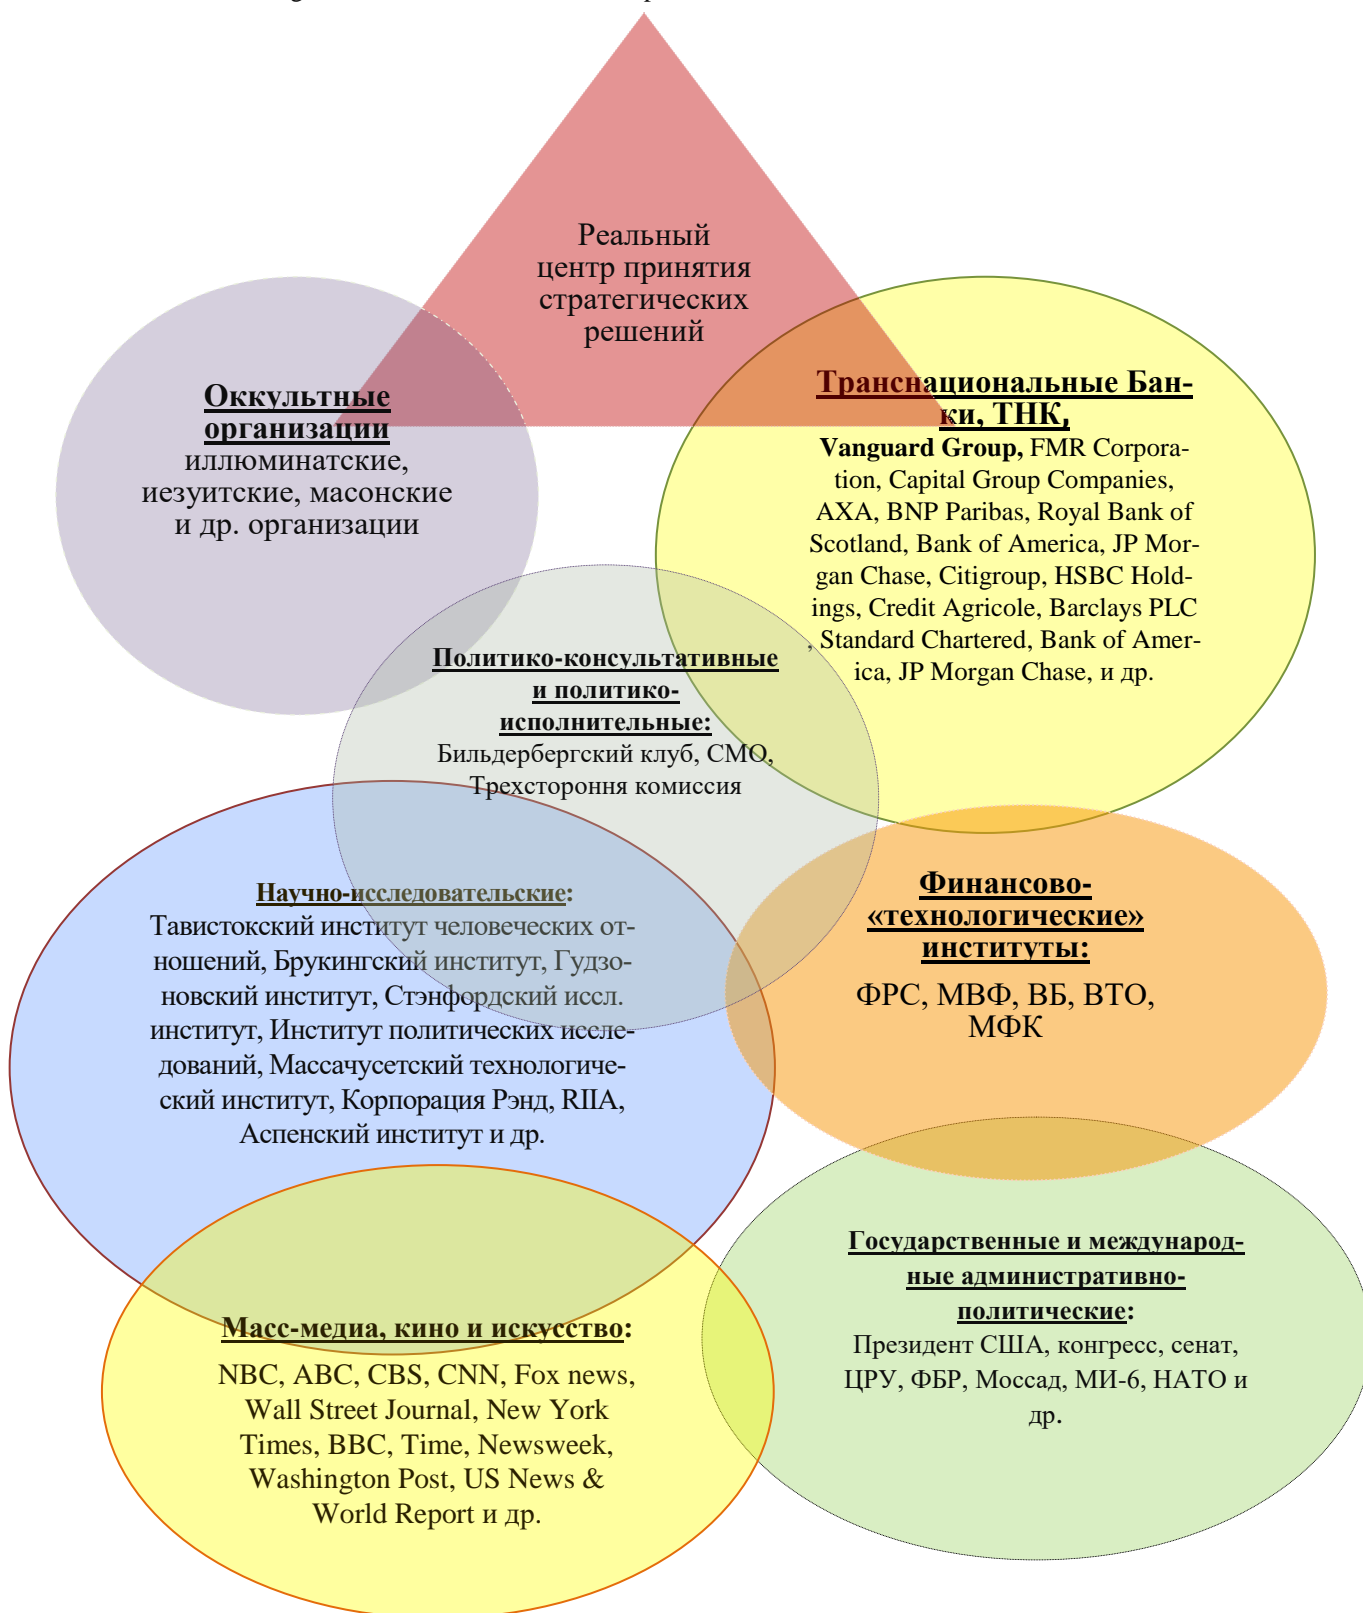 Реальный
центр принятия
стратегических
решений
Оккультные
организации
иллюминатские,
иезуитские, масонские
и др. организации
Транснациональные Бан-
ки, ТНК,
Vanguard Group, FMR Corpora-
tion, Capital Group Companies,
AXA, BNP Paribas, Royal Bank of
Scotland, Bank of America, JP Mor-
gan Chase, Citigroup, HSBC Hold-
ings, Credit Agricole, Barclays PLC
, Standard Chartered, Bank of Amer-
ica, JP Morgan Chase, и др.
Политико-консультативные
и политико-
исполнительные:
Бильдербергский клуб, СМО,
Трехстороння комиссия
Научно-исследовательские:
Тавистокский институт человеческих от-
ношений, Брукингский институт, Гудзо-
новский институт, Стэнфордский иссл.
институт, Институт политических иссле-
дований, Массачусетский технологиче-
ский институт, Корпорация Рэнд, RIIA,
Аспенский институт и др.
Финансово-
«технологические»
институты:
ФРС, МВФ, ВБ, ВТО,
МФК
Государственные и международ-
ные административно-
политические:
Президент США, конгресс, сенат,
ЦРУ, ФБР, Моссад, МИ-6, НАТО и
др.
Масс-медиа, кино и искусство:
NBC, ABC, CBS, CNN, Fox news,
Wall Street Journal, New York
Times, BBC, Time, Newsweek,
Washington Post, US News &
World Report и др.